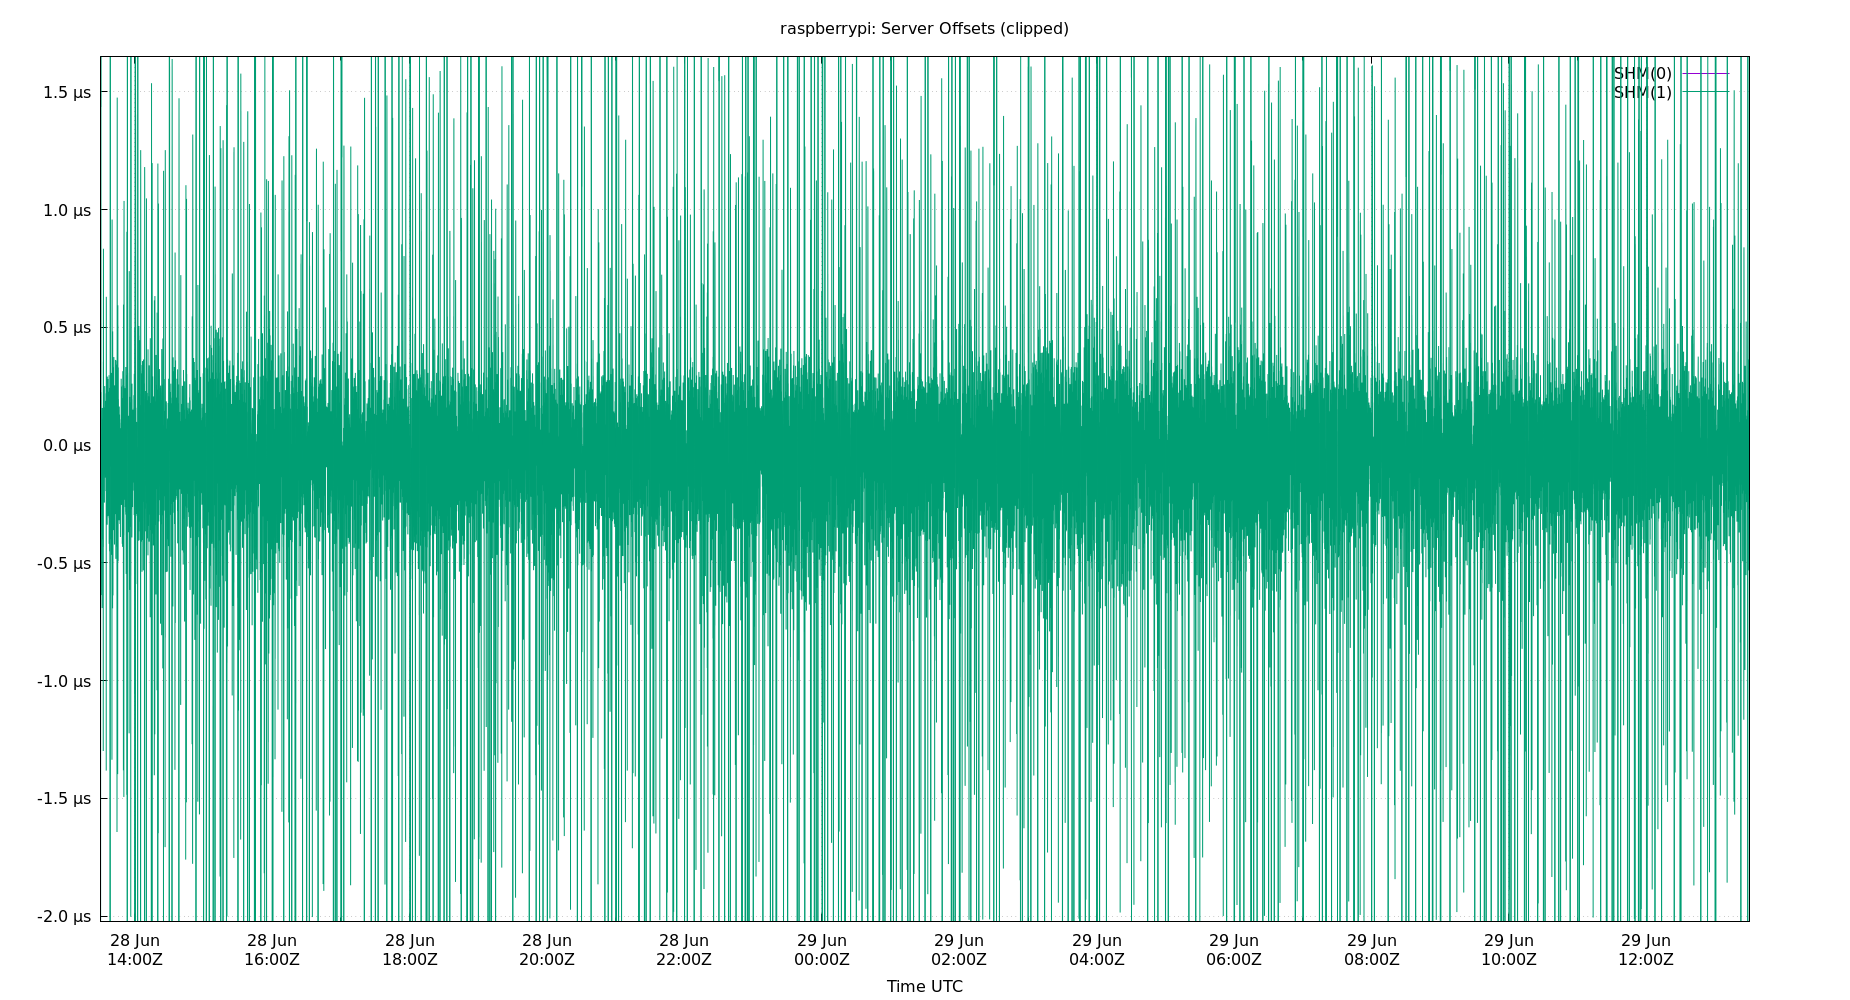 raspberrypi: Server Offsets (clipped)
SHM(0)
SHM(1)
1.5 µs
1.0 µs
0.5 µs
0.0 µs
-0.5 µs
-1.0 µs
-1.5 µs
-2.0 µs
28 Jun 28 Jun 28 Jun 28 Jun 28 Jun 29 Jun 29 Jun 29 Jun 29 Jun 29 Jun 29 Jun 29 Jun
14:00Z 16:00Z 18:00Z 20:00Z 22:00Z 00:00Z 02:00Z 04:00Z 06:00Z 08:00Z 10:00Z 12:00Z
Time UTC